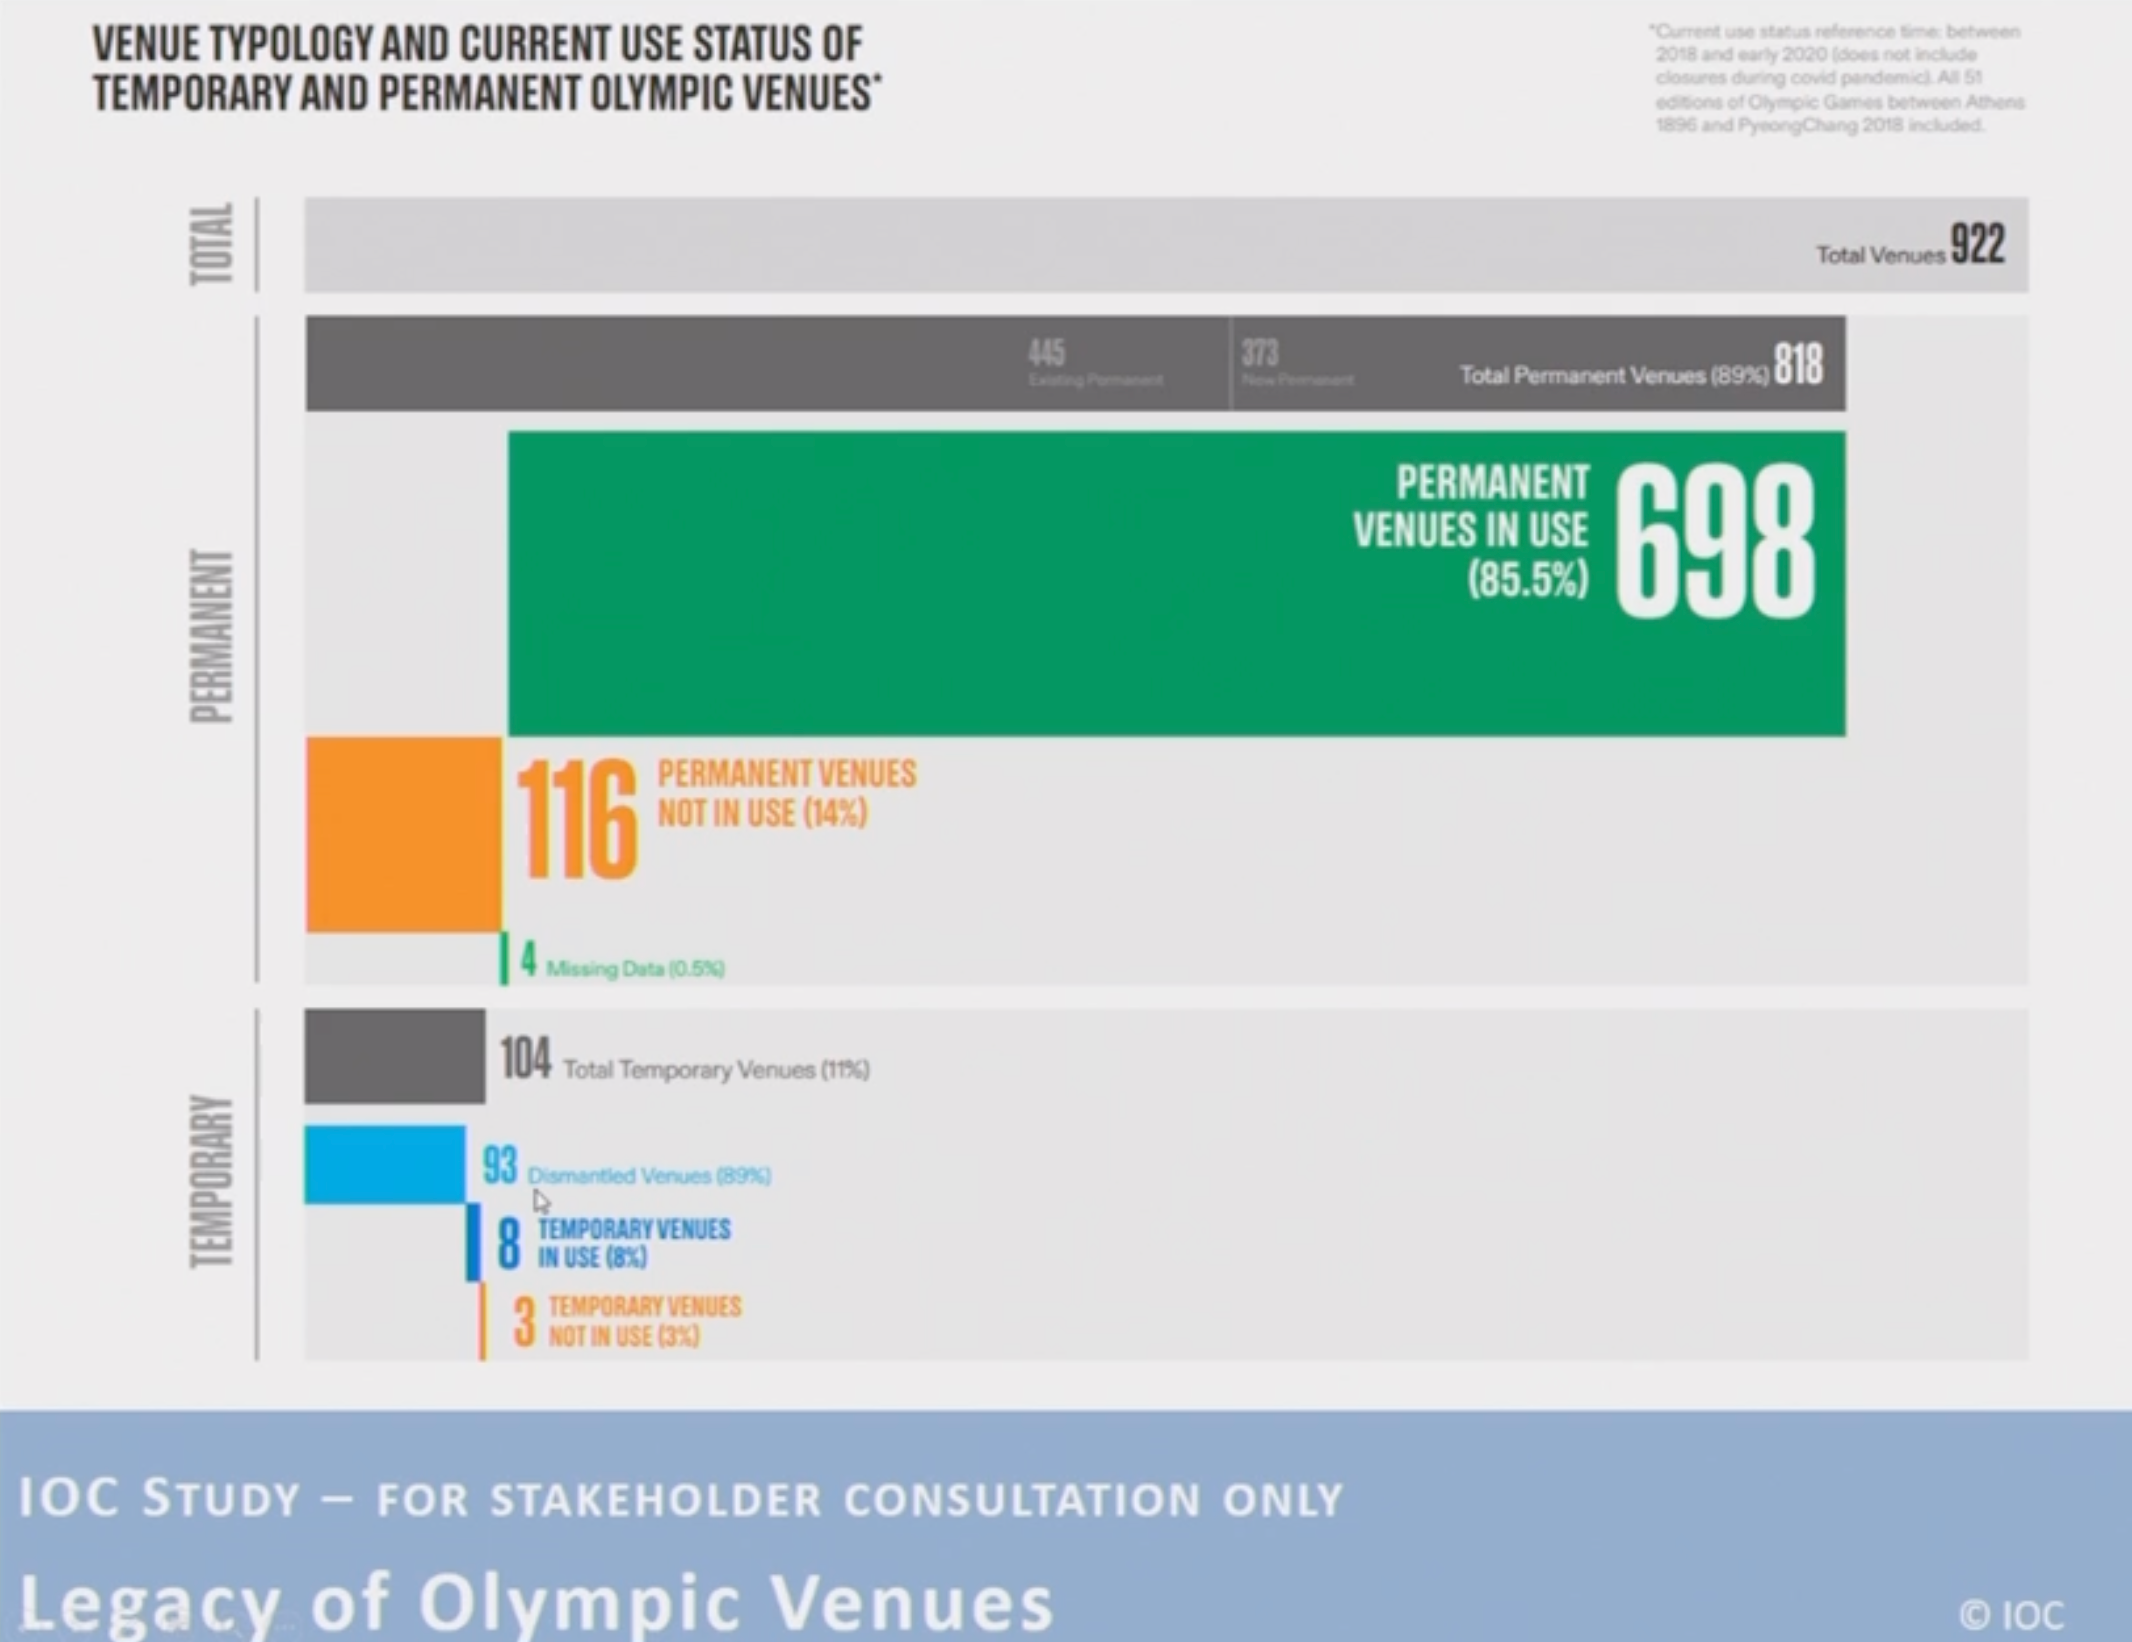 VENUE TYPOLOGY AND CURRENT USE STATUS OF
TEMPORARY AND PERMANENT OLYMPIC VENUES*
*Current use status reference time: between
2018 and early 2020 (does not include
closures during covid pandemic). All 51
editions of Olympic Games between Athens
1896 and PyeongChang 2018 included.
TOTAL
Total Venues 922
PERMANENT
445
Existing Permanent
373
New Permanent
Total Permanent Venues (89%) 818
PERMANENT
VENUES IN USE
(85.5%)
698
116
PERMANENT VENUES
NOT IN USE (14%)
4 Missing Data (0.5%)
TEMPORARY
104 Total Temporary Venues (11%)
93 Dismantled Venues (89%)
8
TEMPORARY VENUES
IN USE (8%)
3
TEMPORARY VENUES
NOT IN USE (3%)
IOC STUDY – FOR STAKEHOLDER CONSULTATION ONLY
Legacy of Olympic Venues
© IOC